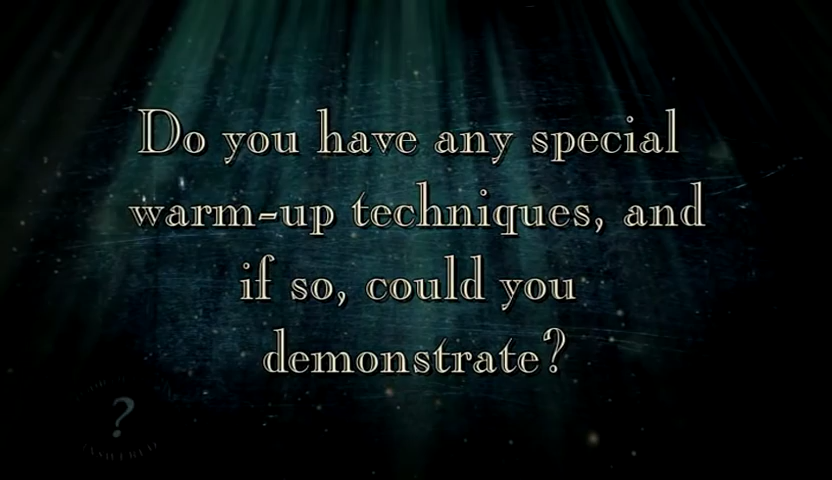 Do you have any special
warm-up techniques, and
if so, could you
demonstrate?
?